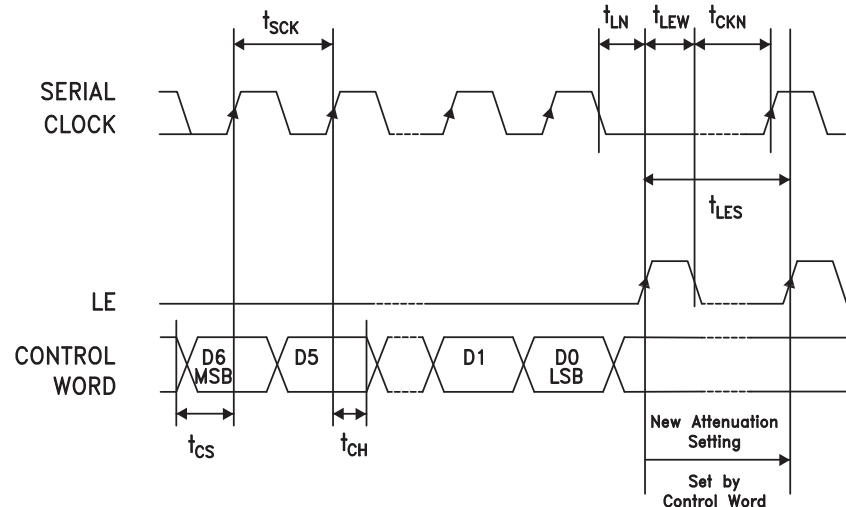 tSCK
tLN
tLEW
tCKN
SERIAL
CLOCK
tLES
LE
CONTROL
WORD
D6
MSB
D5
D1
D0
LSB
tCS
tCH
New Attenuation
Setting
Set by
Control Word